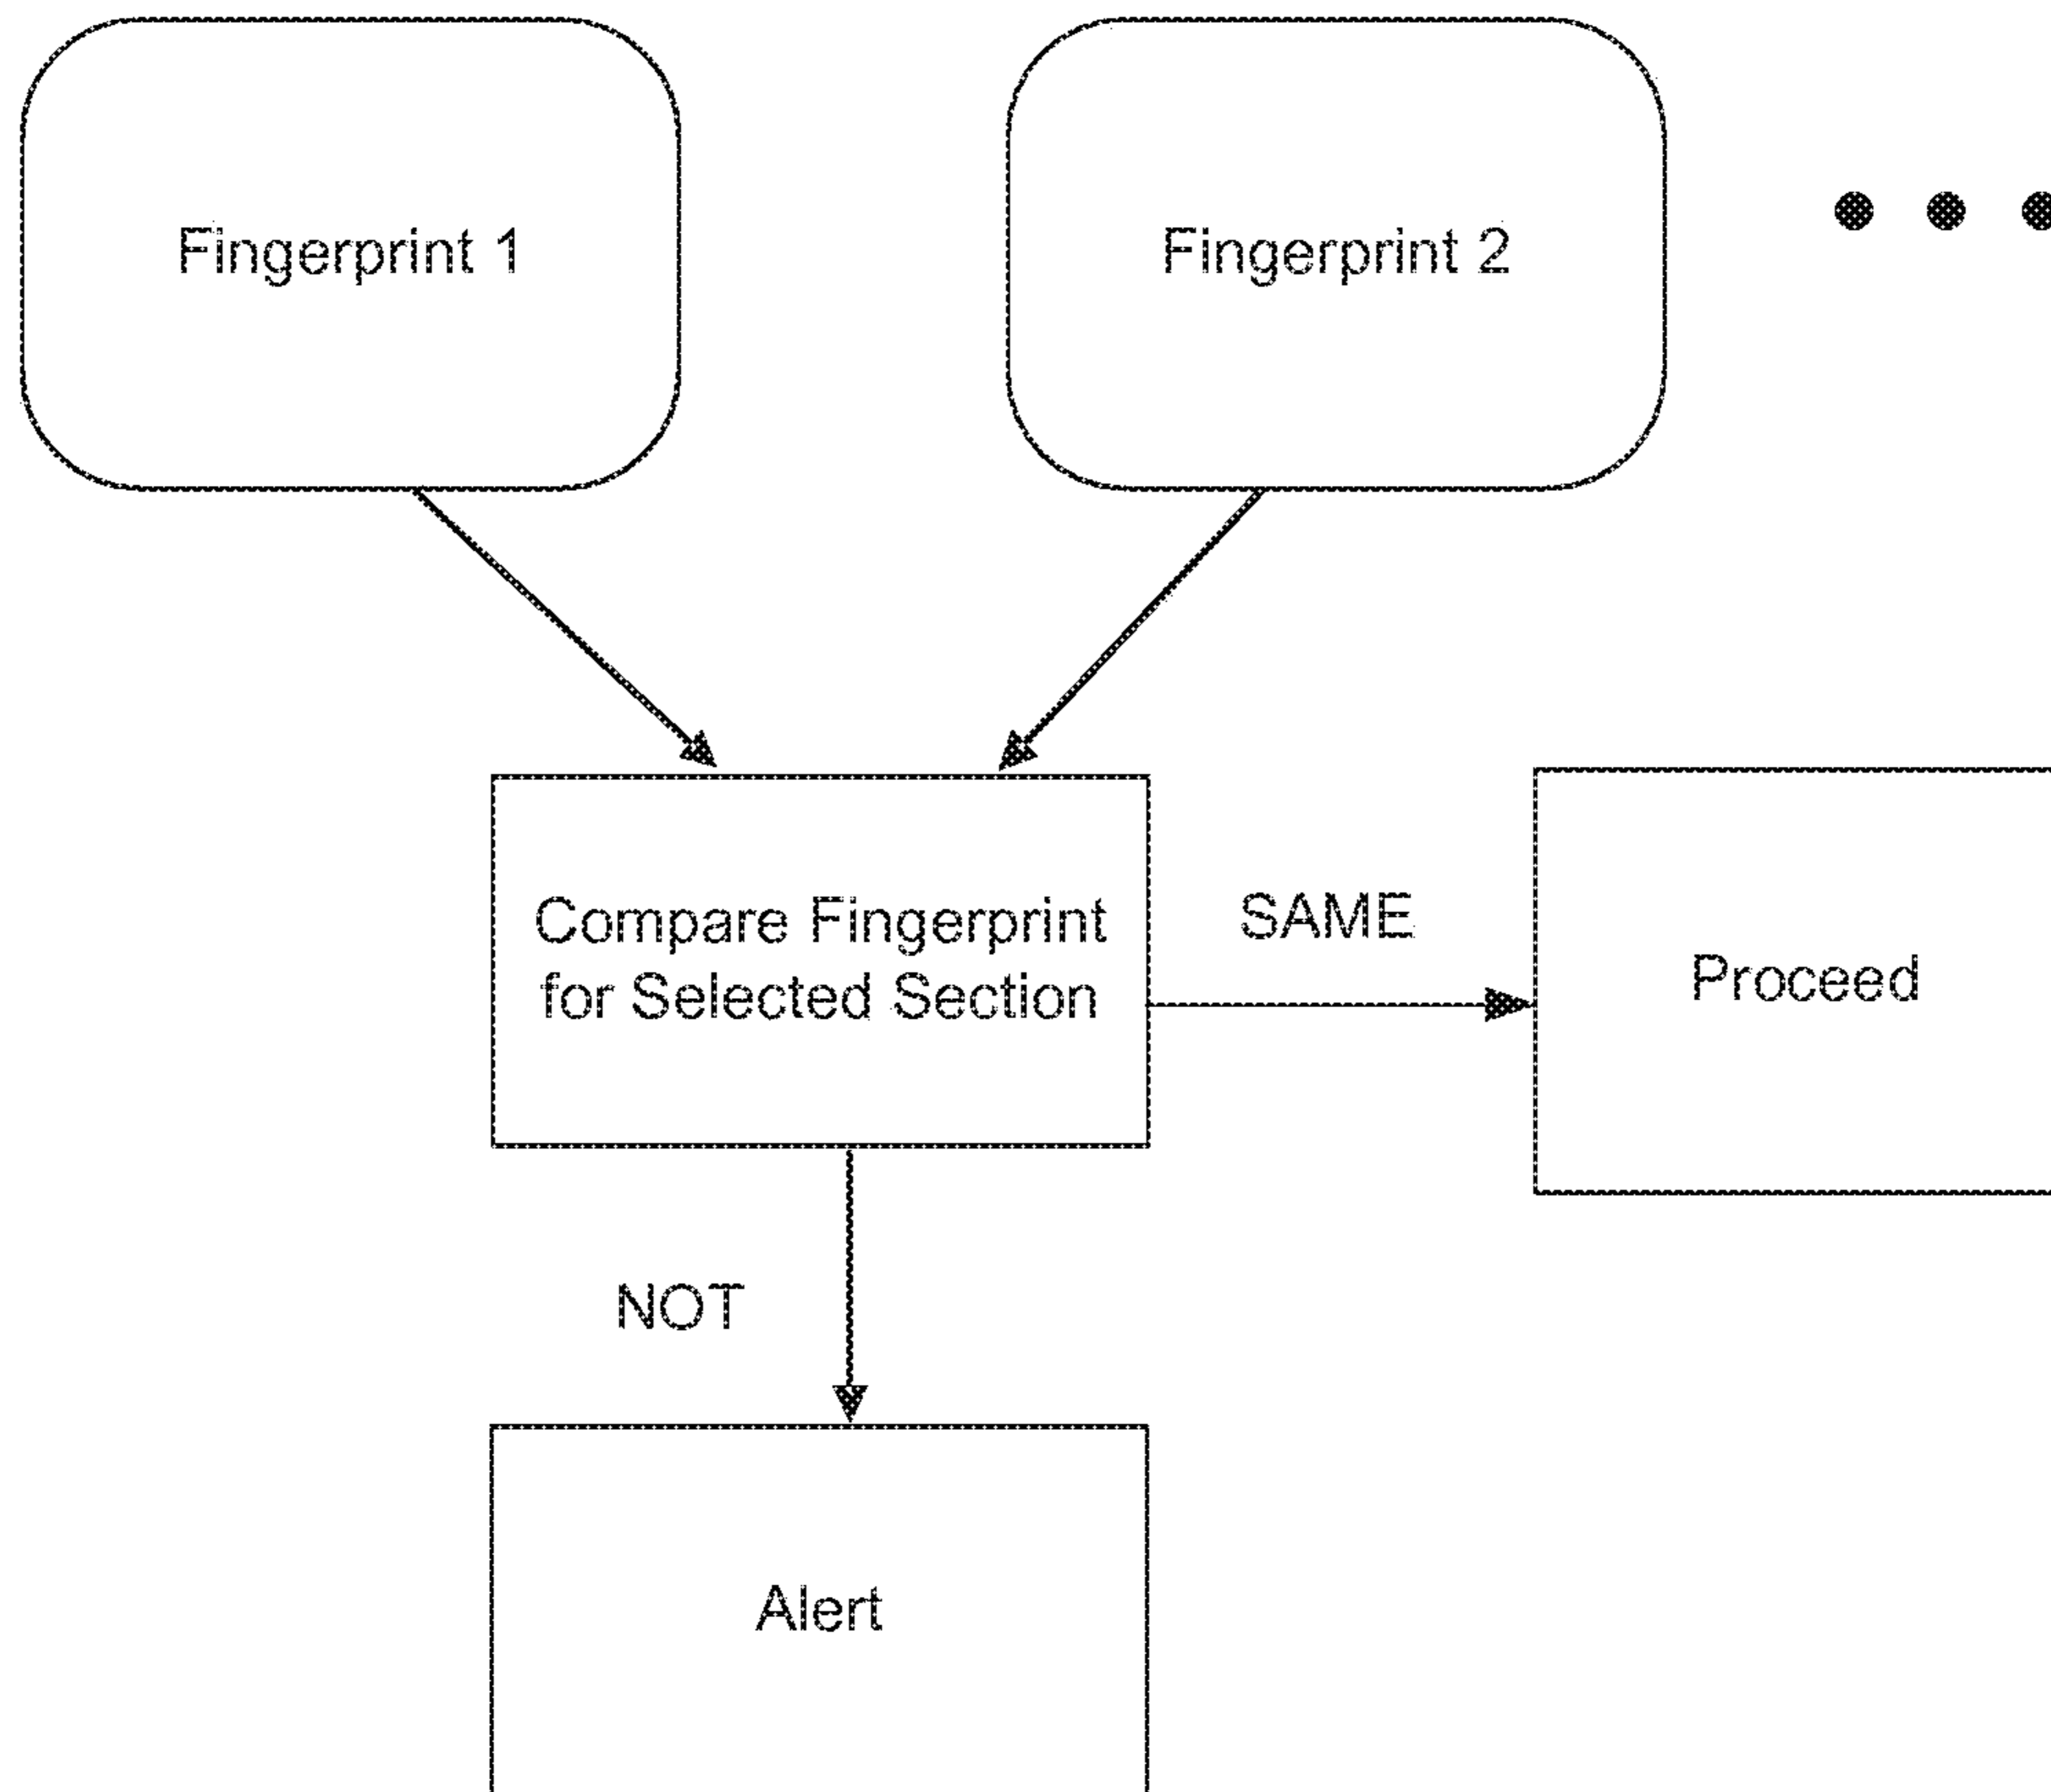 Fingerprint 1
Fingerprint 2
Compare Fingerprint
for Selected Section
SAME
Proceed
NOT
Alert